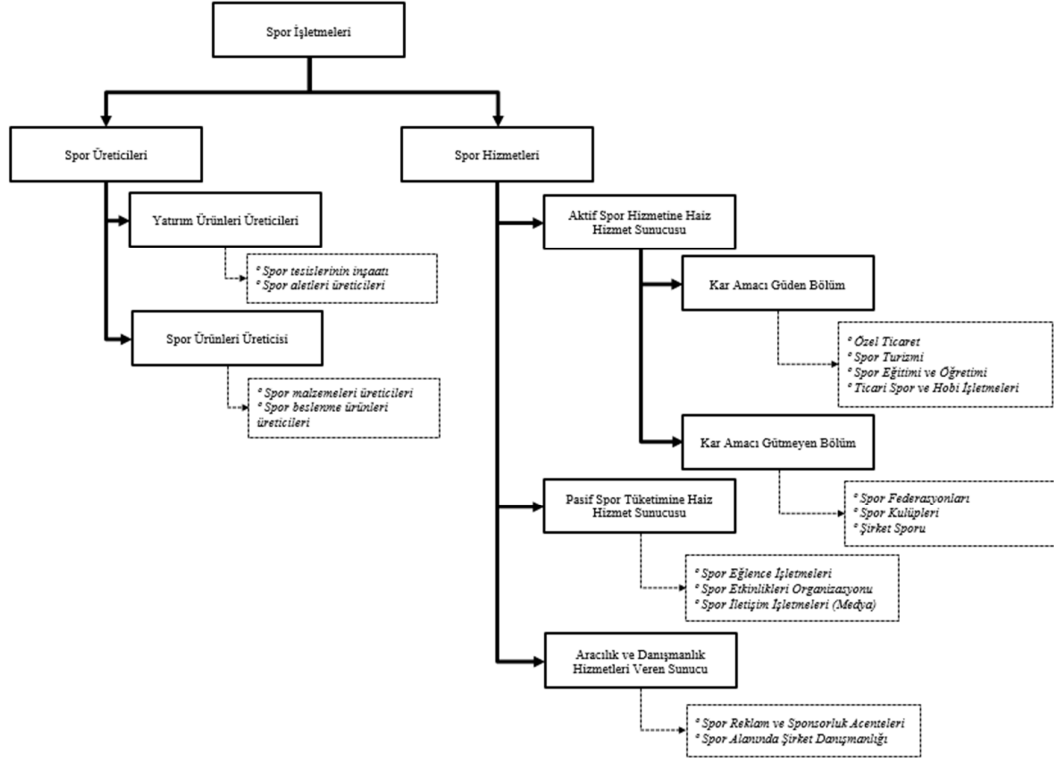 Spor İşletmeleri
Spor Üreticileri
Spor Hizmetleri
Yatırım Ürünleri Üreticileri
° Spor tesislerinin inşaatı
° Spor aletleri üreticileri
Spor Ürünleri Üreticisi
° Spor malzemeleri üreticileri
° Spor beslenme ürünleri
üreticileri
Aktif Spor Hizmetine Haiz
Hizmet Sunucusu
Kar Amacı Güden Bölüm
° Özel Ticaret
° Spor Turizmi
° Spor Eğitimi ve Öğretimi
° Ticari Spor ve Hobi İşletmeleri
Kar Amacı Gütmeyen Bölüm
° Spor Federasyonları
° Spor Kulüpleri
° Şirket Sporu
Pasif Spor Tüketimine Haiz
Hizmet Sunucusu
° Spor Eğlence İşletmeleri
° Spor Etkinlikleri Organizasyonu
° Spor İletişim İşletmeleri (Medya)
Aracılık ve Danışmanlık
Hizmetleri Veren Sunucu
° Spor Reklam ve Sponsorluk Acenteleri
° Spor Alanında Şirket Danışmanlığı